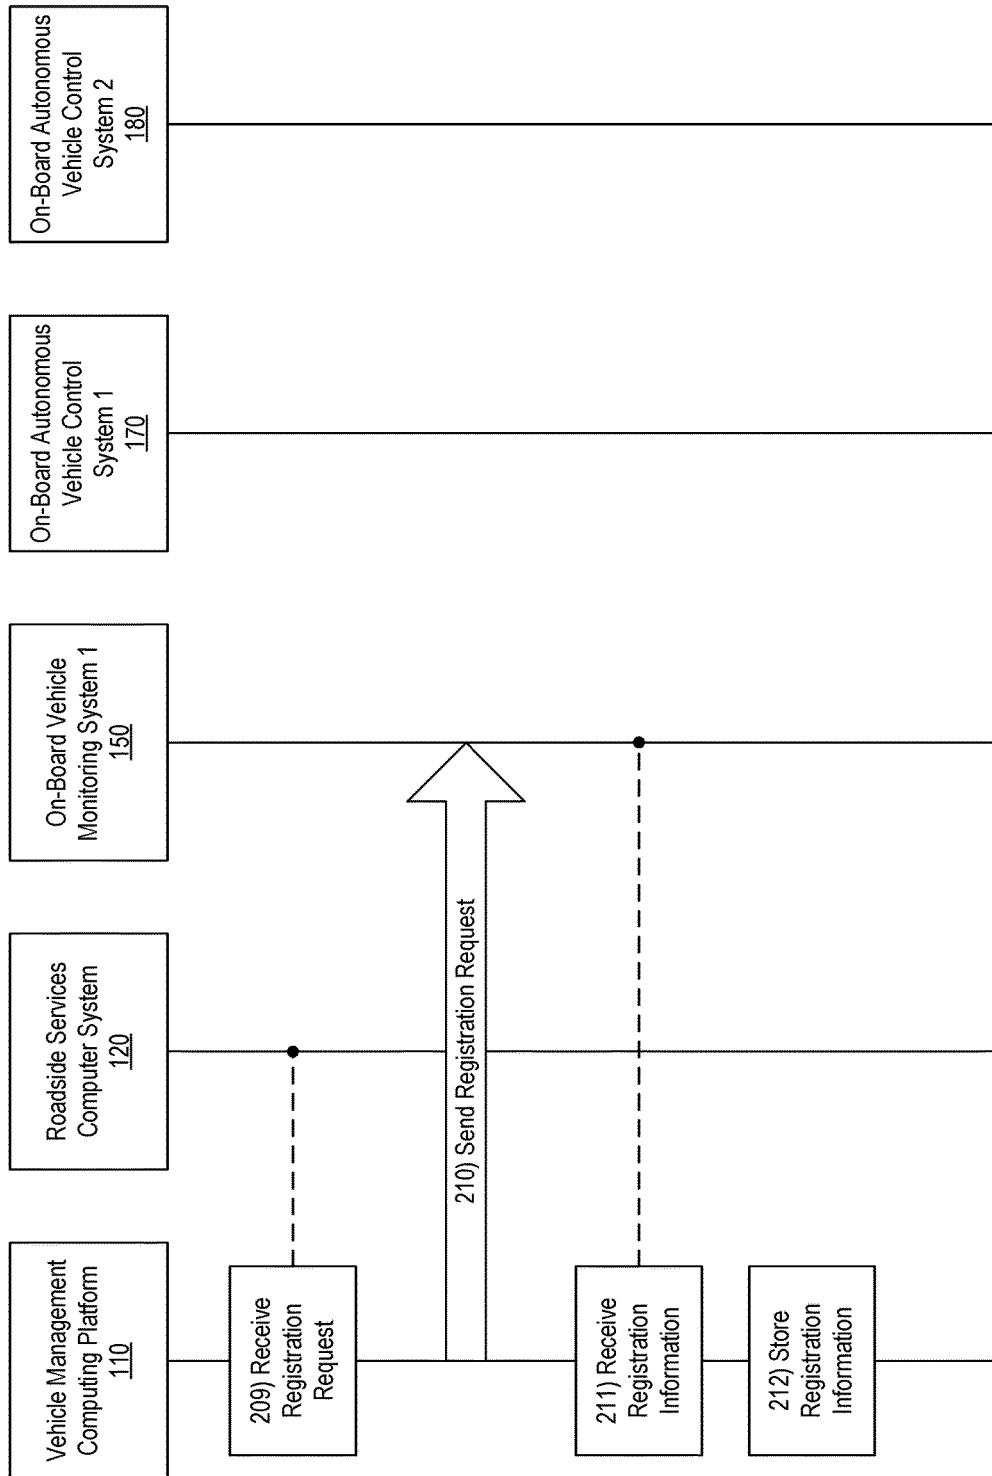 Vehicle Management
Computing Platform
110
Roadside Services
Computer System
120
On-Board Vehicle
Monitoring System 1
150
On-Board Autonomous
Vehicle Control
System 1
170
On-Board Autonomous
Vehicle Control
System 2
180
209) Receive
Registration
Request
210) Send Registration Request
211) Receive
Registration
Information
212) Store
Registration
Information